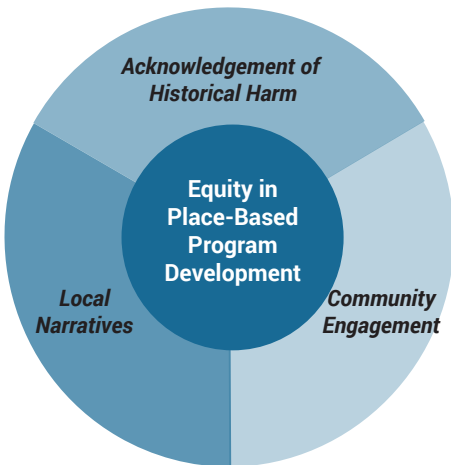 Acknowledgement of
Historical Harm
Equity in
Place-Based
Program
Development
Local
Narratives
Community
Engagement